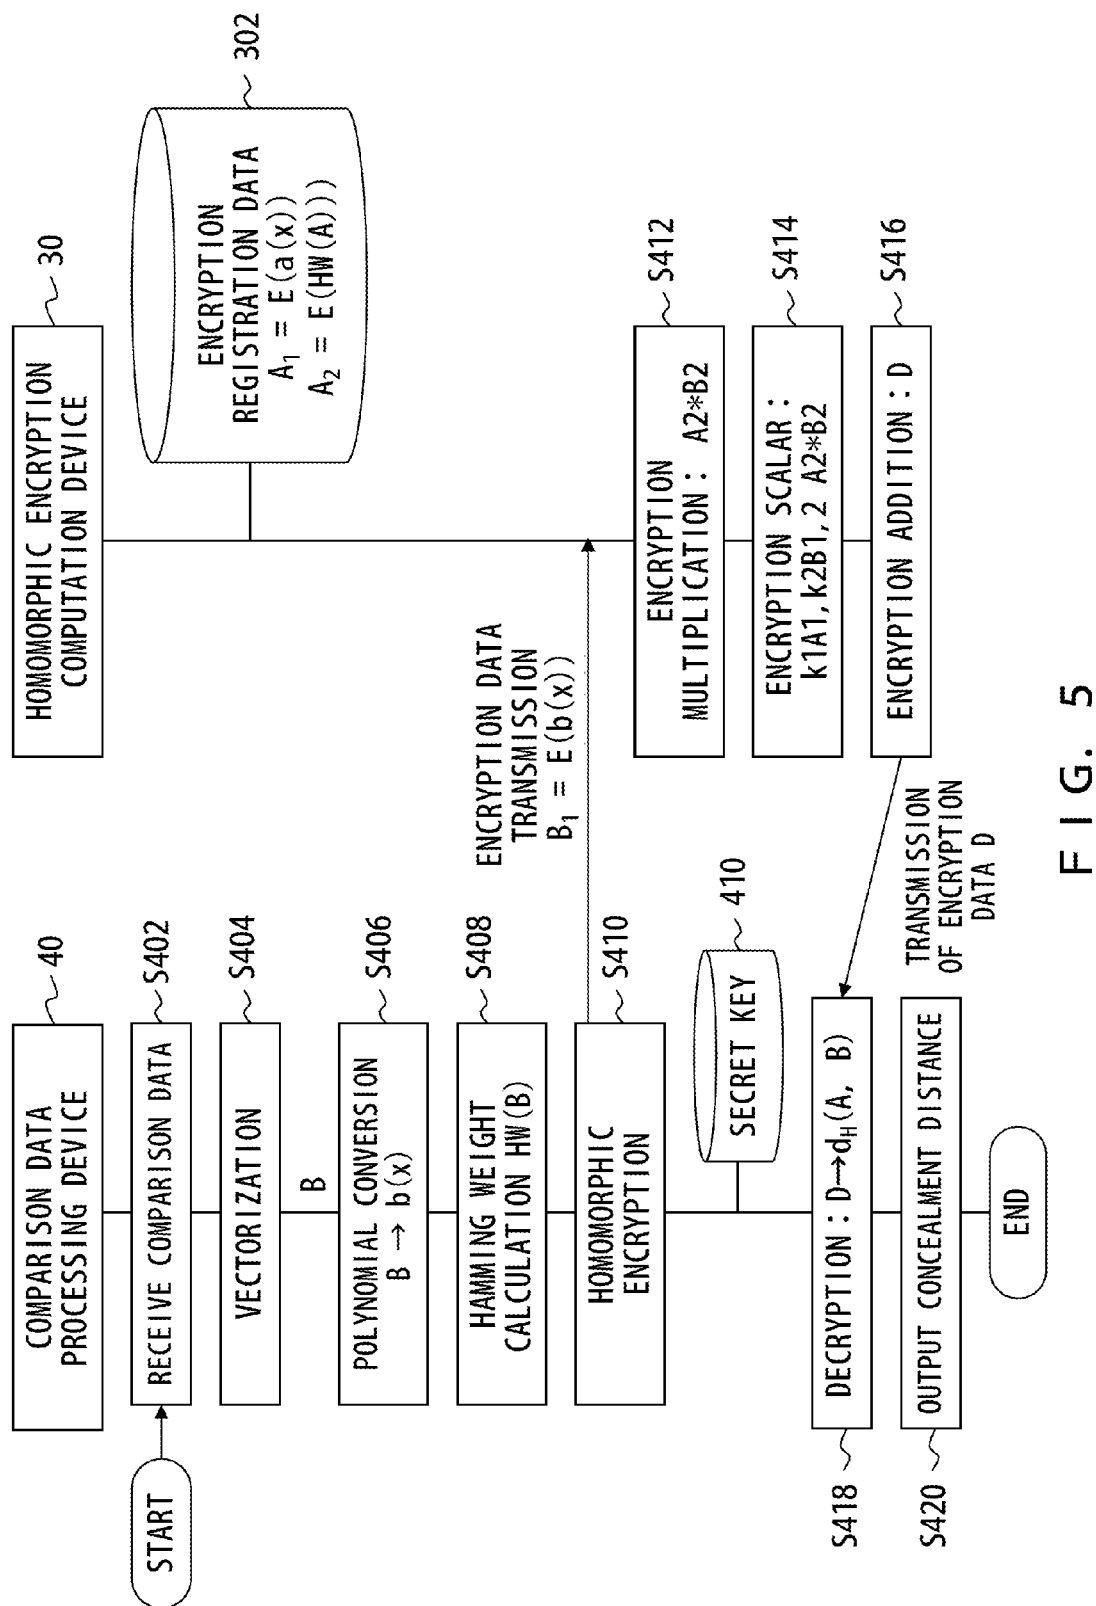 START
COMPARISON DATA
PROCESSING DEVICE
40
RECEIVE COMPARISON DATA
S402
VECTORIZATION
S404
B
POLYNOMIAL CONVERSION
B → b(x)
S406
HAMMING WEIGHT
CALCULATION HW(B)
S408
HOMOMORPHIC
ENCRYPTION
S410
SECRET KEY
410
DECRYPTION:D→d_H(A, B)
S418
OUTPUT CONCEALMENT DISTANCE
S420
END
ENCRYPTION DATA
TRANSMISSION
B₁ = E(b(x))
HOMOMORPHIC ENCRYPTION
COMPUTATION DEVICE
30
ENCRYPTION
REGISTRATION DATA
A₁ = E(a(x))
A₂ = E(HW(A)))
302
ENCRYPTION
MULTIPLICATION: A2*B2
S412
ENCRYPTION SCALAR:
k1A1,k2B1,2 A2*B2
S414
ENCRYPTION ADDITION:D
S416
TRANSMISSION
OF ENCRYPTION
DATA D
FIG. 5